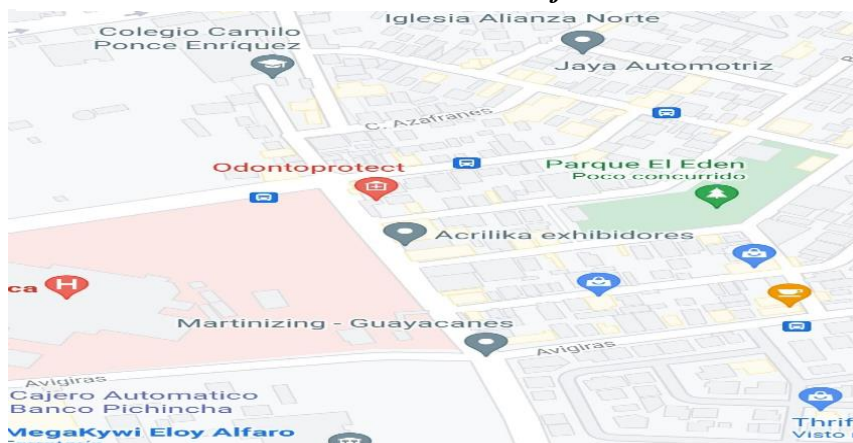 Iglesia Alianza Norte
Colegio Camilo
Ponce Enríquez
Jaya Automotriz
C. Azafranes
Odontoprotect
Parque El Eden
Poco concurrido
Acrilika exhibidores
ca
H
Martinizing - Guayacanes
Avigiras
Avigiras
Cajero Automatico
Banco Pichincha
MegaKywi Eloy Alfaro
Thrif
Visto